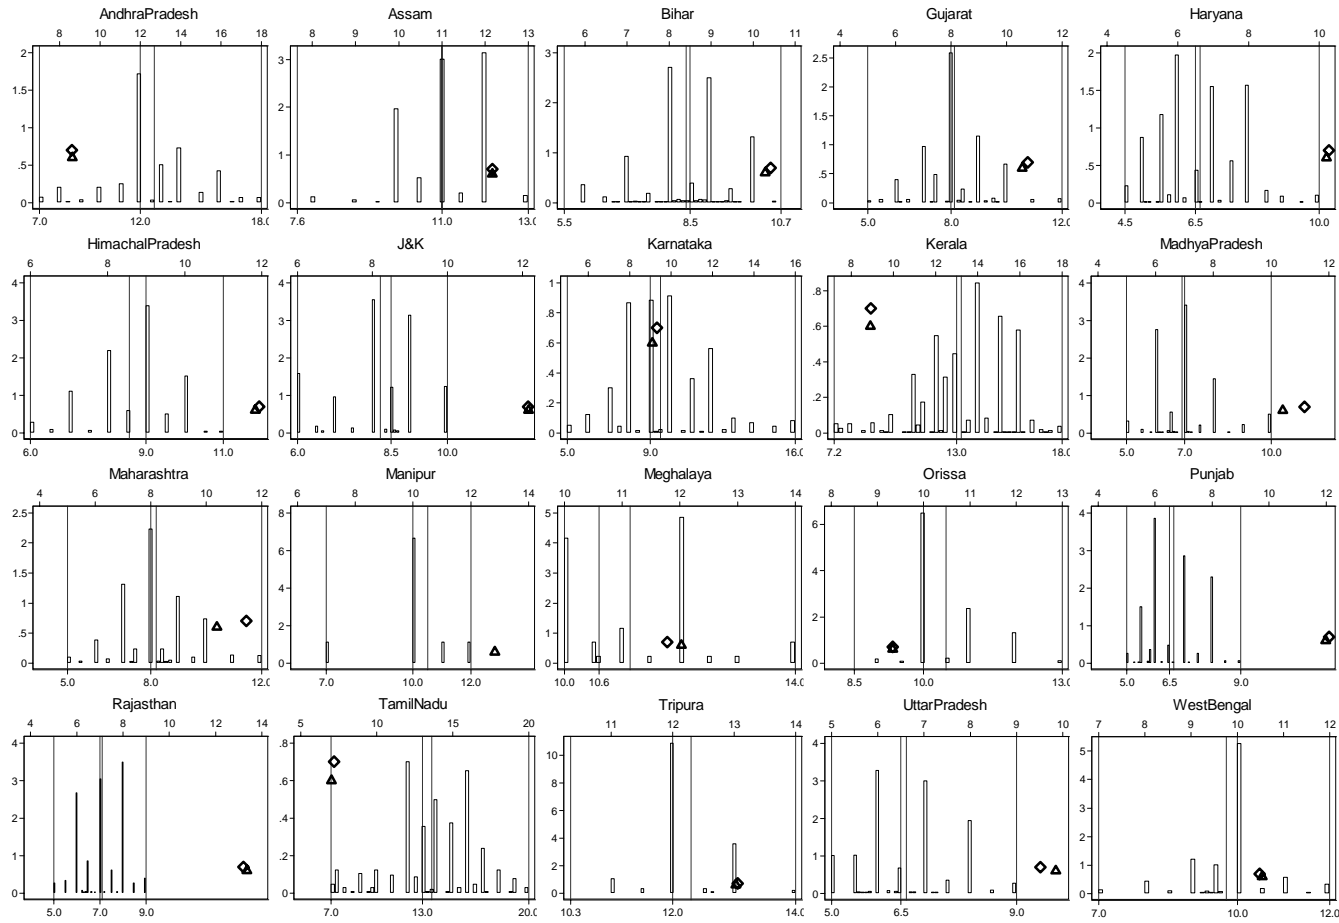 AndhraPradesh
8 10 12 14 16 18
2
1.5
1
.5
0
7.0 12.0 18.0
Assam
8 9 10 11 12 13
3
2
1
0
7.6 11.0 13.0
Bihar
6 7 8 9 10 11
3
2
1
0
5.5 8.5 10.7
Gujarat
4 6 8 10 12
2.5
2
1.5
1
.5
0
5.0 8.0 12.0
Haryana
4 6 8 10
2
1.5
1
.5
0
4.5 6.5 10.0
HimachalPradesh
6 8 10 12
4
3
2
1
0
6.0 9.0 11.0
J&K
6 8 10 12
4
3
2
1
0
6.0 8.5 10.0
Karnataka
6 8 10 12 14 16
1
.8
.6
.4
.2
0
5.0 9.0 16.0
Kerala
8 10 12 14 16 18
.8
.6
.4
.2
0
7.2 13.0 18.0
MadhyaPradesh
4 6 8 10 12
4
3
2
1
0
5.0 7.0 10.0
Maharashtra
4 6 8 10 12
2.5
2
1.5
1
.5
0
5.0 8.0 12.0
Manipur
6 8 10 12 14
8
6
4
2
0
7.0 10.0 12.0
Meghalaya
10 11 12 13 14
5
4
3
2
1
0
10.0 10.6 14.0
Orissa
8 9 10 11 12 13
6
4
2
0
8.5 10.0 13.0
Punjab
4 6 8 10 12
4
3
2
1
0
5.0 6.5 9.0
Rajasthan
4 6 8 10 12 14
4
3
2
1
0
5.0 7.0 9.0
TamilNadu
5 10 15 20
.8
.6
.4
.2
0
7.0 13.0 20.0
Tripura
11 12 13 14
10
8
6
4
2
0
10.3 12.0 14.0
UttarPradesh
5 6 7 8 9 10
4
3
2
1
0
5.0 6.5 9.0
WestBengal
7 8 9 10 11 12
5
4
3
2
1
0
7.0 10.0 12.0